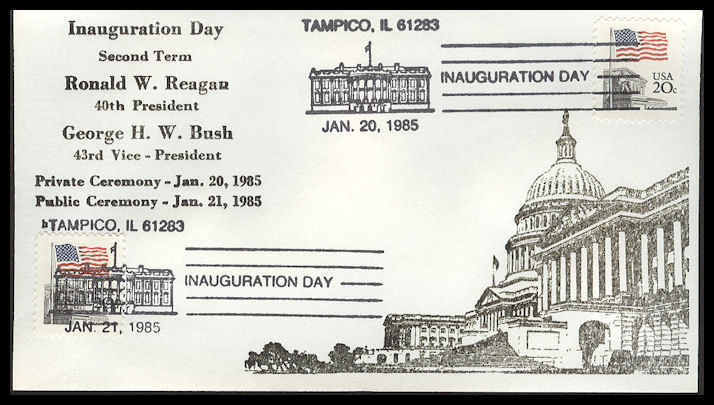 Inauguration Day
Second Term
Ronald W. Reagan
40th President
George H. W. Bush
43rd Vice - President
Private Ceremony - Jan. 20, 1985
Public Ceremony - Jan. 21, 1985
TAMPICO, IL 61283
INAUGURATION DAY
JAN. 20, 1985
USA
20c
TAMPICO, IL 61283
INAUGURATION DAY
JAN. 21, 1985